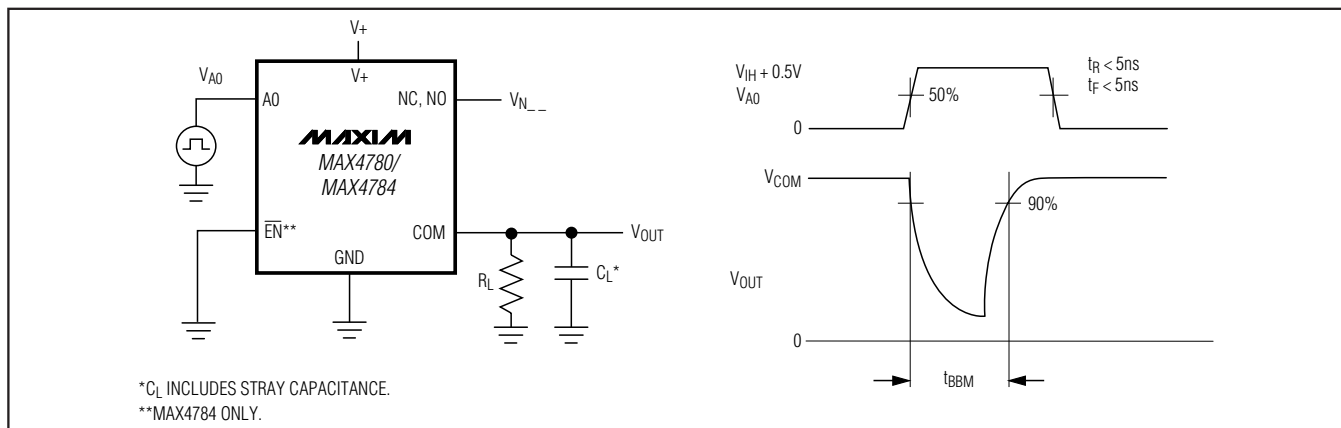 V+
VA0
V+
A0
NC, NO
VN_ _
MAXIM
MAX4780/
MAX4784
EN**
COM
VOUT
GND
RL
CL*
*CL INCLUDES STRAY CAPACITANCE.
**MAX4784 ONLY.
VIH + 0.5V
VA0
0
50%
tR < 5ns
tF < 5ns
VCOM
90%
VOUT
0
tBBM